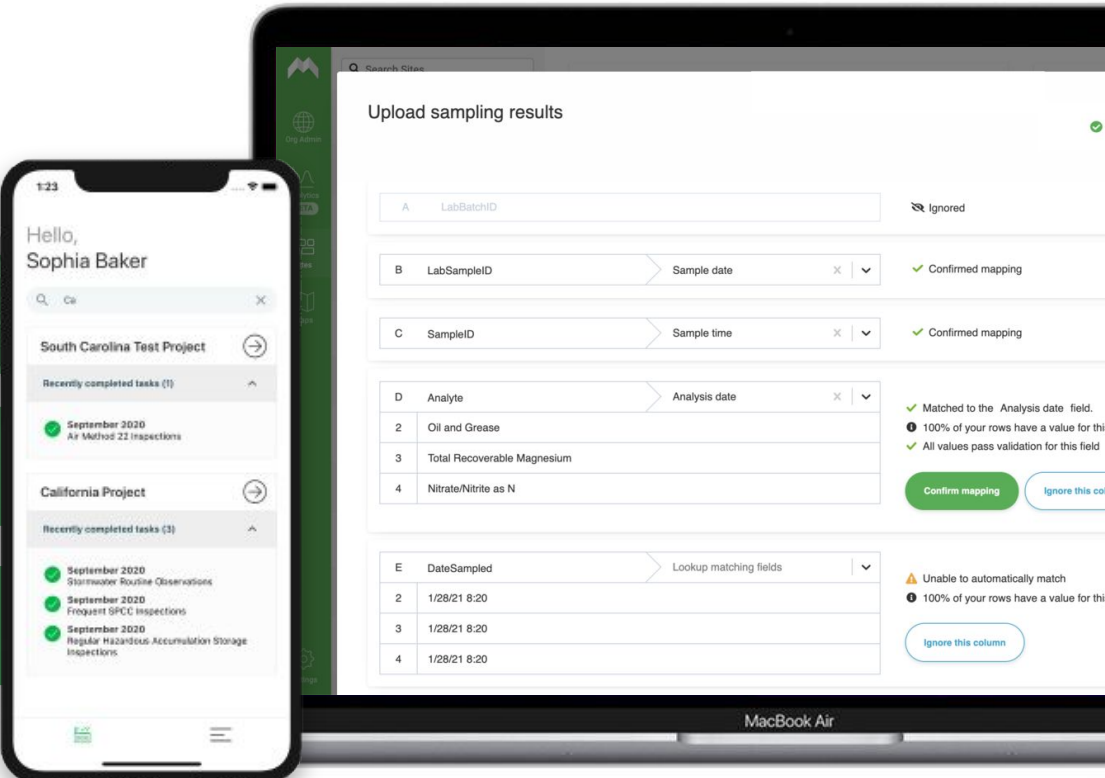 1:23
Hello,
Sophia Baker
Ca
South Carolina Test Project
Recently completed tasks (1)
September 2020
Air Method 22 Inspections
California Project
Recently completed tasks (3)
September 2020
Stormwater Routine Observations
September 2020
Frequent SPCC Inspections
September 2020
Regular Hazardous Accumulation Storage
Inspections
Search Sites
Org Admin
Upload sampling results
A LabBatchID
Ignored
B LabSampleID Sample date
Confirmed mapping
C SampleID Sample time
Confirmed mapping
D Analyte Analysis date
2 Oil and Grease
3 Total Recoverable Magnesium
4 Nitrate/Nitrite as N
Matched to the Analysis date field.
100% of your rows have a value for
All values pass validation for this field
Confirm mapping
Ignore this
E DateSampled Lookup matching fields
2 1/28/21 8:20
3 1/28/21 8:20
4 1/28/21 8:20
Unable to automatically match
100% of your rows have a value for
Ignore this column
MacBook Air